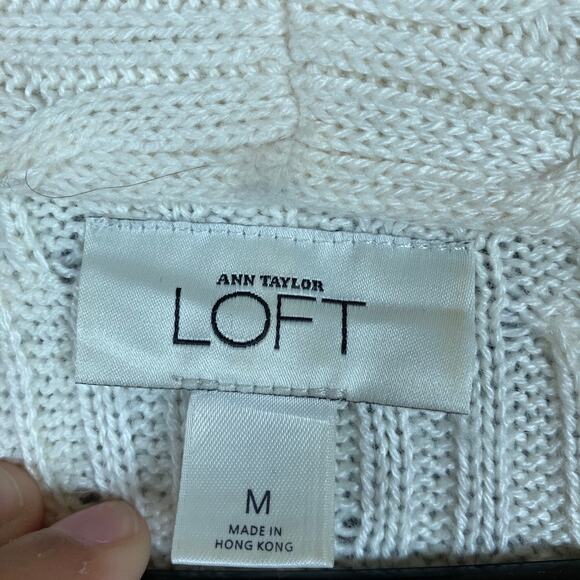 ANN TAYLOR
LOFT
M
MADE IN
HONG KONG